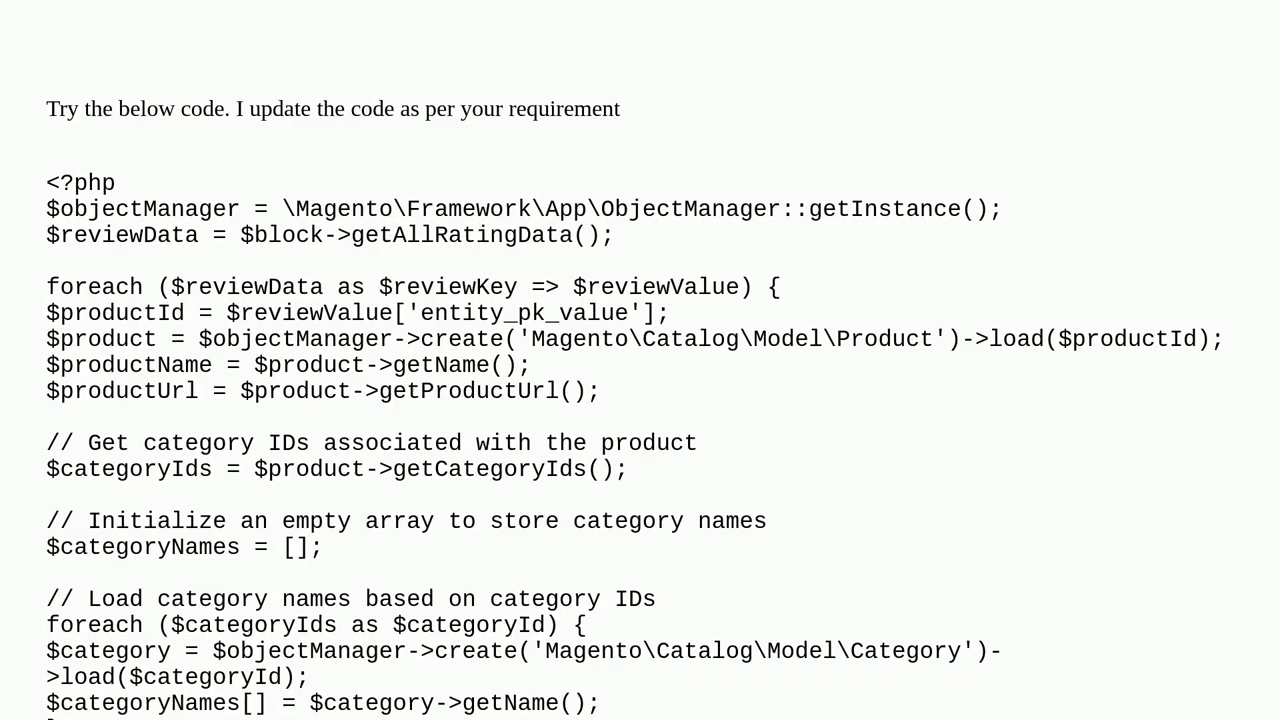 Try the below code. I update the code as per your requirement
<?php
$objectManager = \Magento\Framework\App\ObjectManager::getInstance();
$reviewData = $block->getAllRatingData();
foreach ($reviewData as $reviewKey => $reviewValue) {
$productId = $reviewValue['entity_pk_value'];
$product = $objectManager->create('Magento\Catalog\Model\Product')->load($productId);
$productName = $product->getName();
$productUrl = $product->getProductUrl();
// Get category IDs associated with the product
$categoryIds = $product->getCategoryIds();
// Initialize an empty array to store category names
$categoryNames = [];
// Load category names based on category IDs
foreach ($categoryIds as $categoryId) {
$category = $objectManager->create('Magento\Catalog\Model\Category')-
>load($categoryId);
$categoryNames[] = $category->getName();